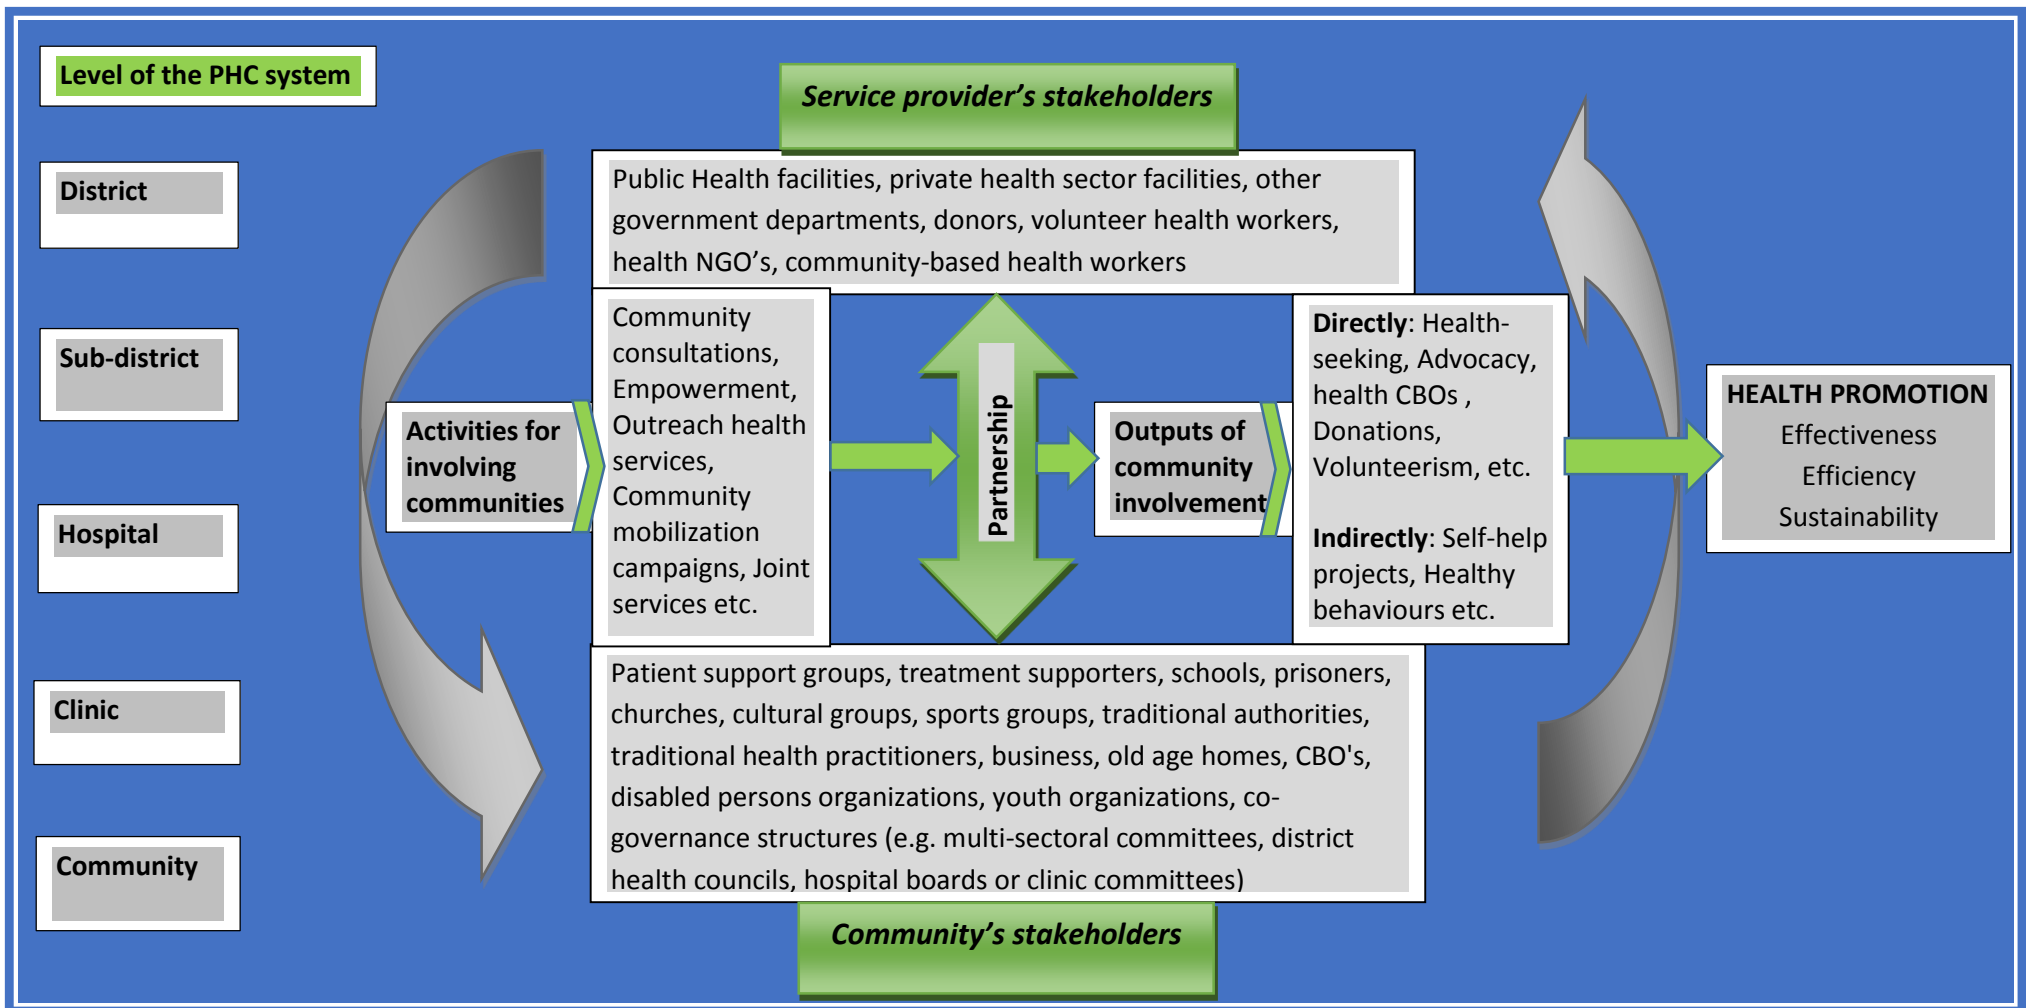 Level of the PHC system
District
Sub-district
Hospital
Clinic
Community
Service provider’s stakeholders
Public Health facilities, private health sector facilities, other
government departments, donors, volunteer health workers,
health NGO’s, community-based health workers
Activities for
involving
communities
Community
consultations,
Empowerment,
Outreach health
services,
Community
mobilization
campaigns, Joint
services etc.
Partnership
Outputs of
community
involvement
Directly: Health-
seeking, Advocacy,
health CBOs ,
Donations,
Volunteerism, etc.
Indirectly: Self-help
projects, Healthy
behaviours etc.
HEALTH PROMOTION
Effectiveness
Efficiency
Sustainability
Patient support groups, treatment supporters, schools, prisoners,
churches, cultural groups, sports groups, traditional authorities,
traditional health practitioners, business, old age homes, CBO's,
disabled persons organizations, youth organizations, co-
governance structures (e.g. multi-sectoral committees, district
health councils, hospital boards or clinic committees)
Community’s stakeholders